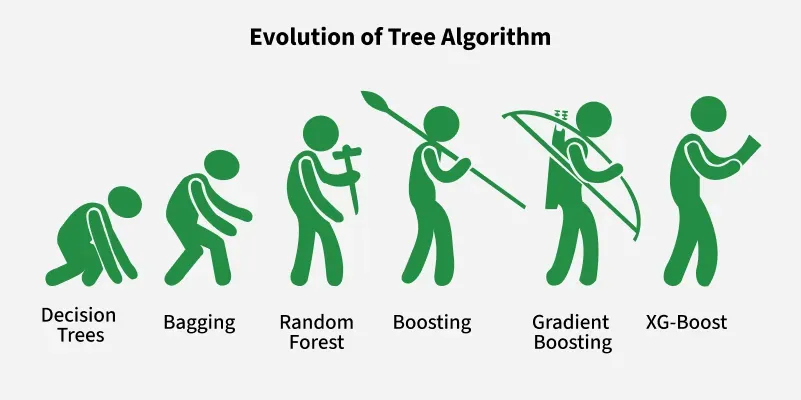 Evolution of Tree Algorithm
Decision
Trees
Bagging
Random
Forest
Boosting
Gradient
Boosting
XG-Boost